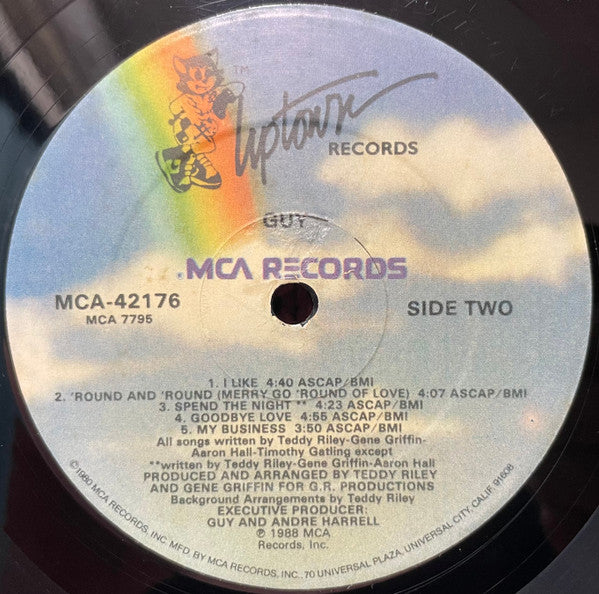 Uptown ™
RECORDS
GUY
MCA RECORDS
MCA-42176
MCA 7795
SIDE TWO
1. I LIKE 4:40 ASCAP/BMI
2. 'ROUND AND 'ROUND (MERRY GO 'ROUND OF LOVE) 4:07 ASCAP/BMI
3. SPEND THE NIGHT ** 4:23 ASCAP/BMI
4. GOODBYE LOVE 4:55 ASCAP/BMI
5. MY BUSINESS 3:50 ASCAP/BMI
All songs written by Teddy Riley-Gene Griffin-
Aaron Hall-Timothy Gatling except
**written by Teddy Riley-Gene Griffin-Aaron Hall
PRODUCED AND ARRANGED BY TEDDY RILEY
AND GENE GRIFFIN FOR G.R. PRODUCTIONS
Background Arrangements by Teddy Riley
EXECUTIVE PRODUCER:
GUY AND ANDRE HARRELL
℗ 1988 MCA
Records, Inc.
©1980 MCA RECORDS, INC. MFD. BY MCA RECORDS, INC., 70 UNIVERSAL PLAZA, UNIVERSAL CITY, CALIF. 91608